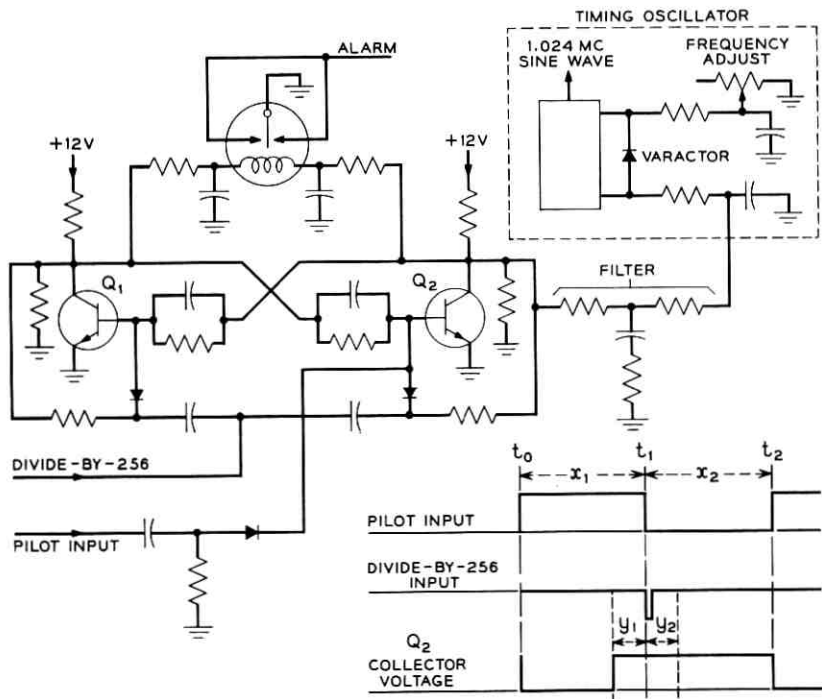 TIMING OSCILLATOR
1.024 MC
SINE WAVE
FREQUENCY
ADJUST
VARACTOR
ALARM
+12V
+12V
Q1
Q2
FILTER
DIVIDE-BY-256
PILOT INPUT
t0
t1
t2
x1
x2
PILOT INPUT
DIVIDE-BY-256
INPUT
y1
y2
Q2
COLLECTOR
VOLTAGE